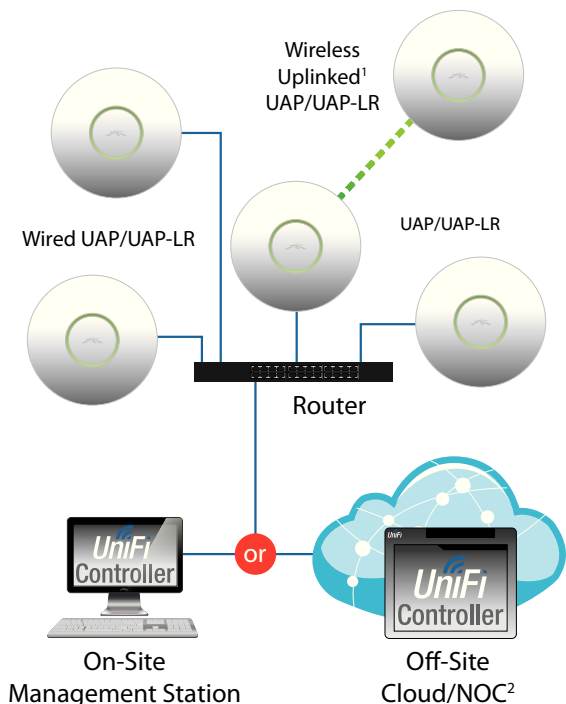 Wireless
Uplinked¹
UAP/UAP-LR
Wired UAP/UAP-LR
UAP/UAP-LR
Router
UniFi
Controller
or
UniFi
UniFi
Controller
On-Site
Management Station
Off-Site
Cloud/NOC²